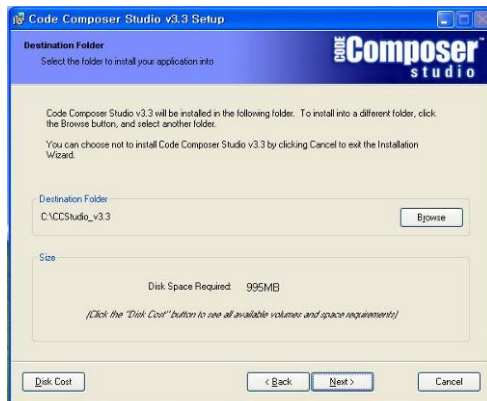 Code Composer Studio v3.3 Setup
Destination Folder
Select the folder to install your application into
CODE Composer™
studio
Code Composer Studio v3.3 will be installed in the following folder. To install into a different folder, click
the Browse button, and select another folder.
You can choose not to install Code Composer Studio v3.3 by clicking Cancel to exit the Installation
Wizard.
Destination Folder
C:\CCStudio_v3.3
Browse
Size
Disk Space Required: 995MB
(Click the "Disk Cost" button to see all available volumes and space requirements)
Disk Cost
< Back
Next >
Cancel